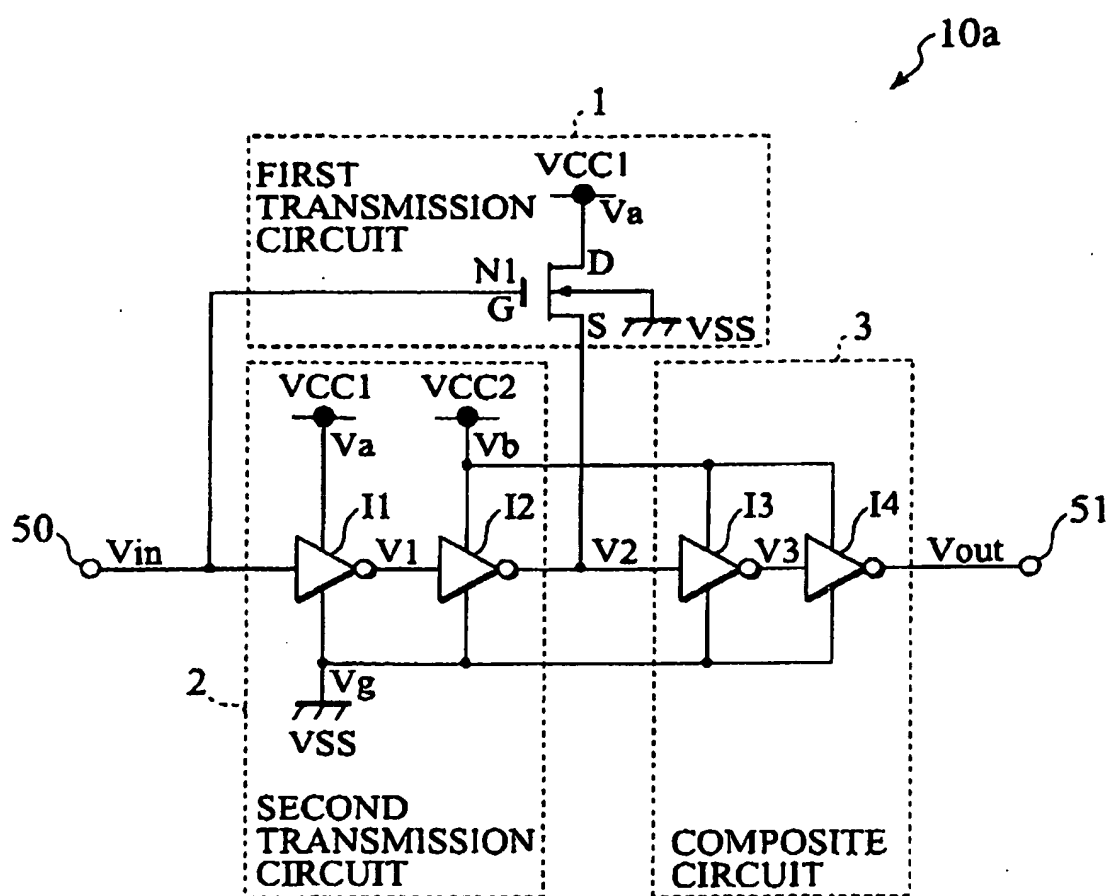 10a
1
FIRST
TRANSMISSION
CIRCUIT
VCC1
Va
N1
G
D
S
VSS
3
VCC1
Va
VCC2
Vb
I1
I2
I3
I4
50
Vin
V1
V2
V3
Vout
51
2
Vg
VSS
SECOND
TRANSMISSION
CIRCUIT
COMPOSITE
CIRCUIT